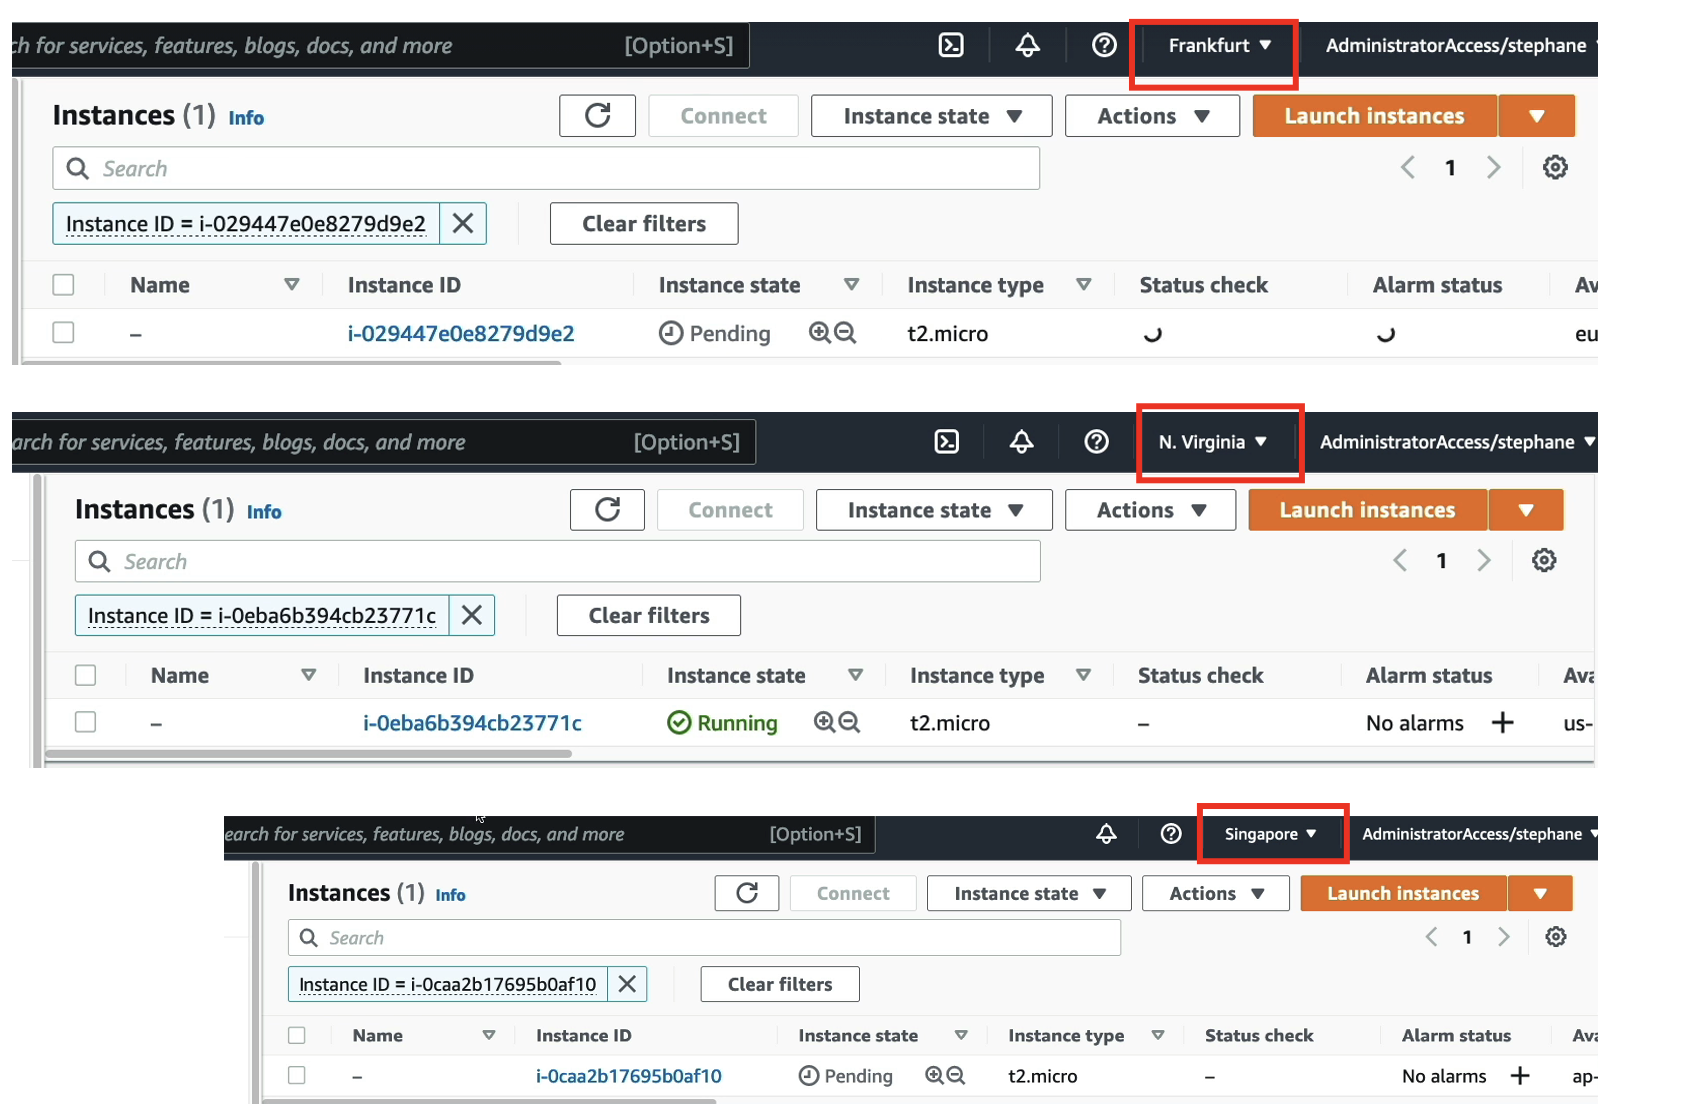 ch for services, features, blogs, docs, and more [Option+S] Frankfurt AdministratorAccess/stephane
Instances (1) Info Connect Instance state Actions Launch instances
Search 1
Instance ID = i-029447e0e8279d9e2 Clear filters
Name Instance ID Instance state Instance type Status check Alarm status Av
– i-029447e0e8279d9e2 Pending t2.micro eu
arch for services, features, blogs, docs, and more [Option+S] N. Virginia AdministratorAccess/stephane
Instances (1) Info Connect Instance state Actions Launch instances
Search 1
Instance ID = i-0eba6b394cb23771c Clear filters
Name Instance ID Instance state Instance type Status check Alarm status Ava
– i-0eba6b394cb23771c Running t2.micro – No alarms us-
earch for services, features, blogs, docs, and more [Option+S] Singapore AdministratorAccess/stephane
Instances (1) Info Connect Instance state Actions Launch instances
Search 1
Instance ID = i-0caa2b17695b0af10 Clear filters
Name Instance ID Instance state Instance type Status check Alarm status Ava
– i-0caa2b17695b0af10 Pending t2.micro – No alarms ap-